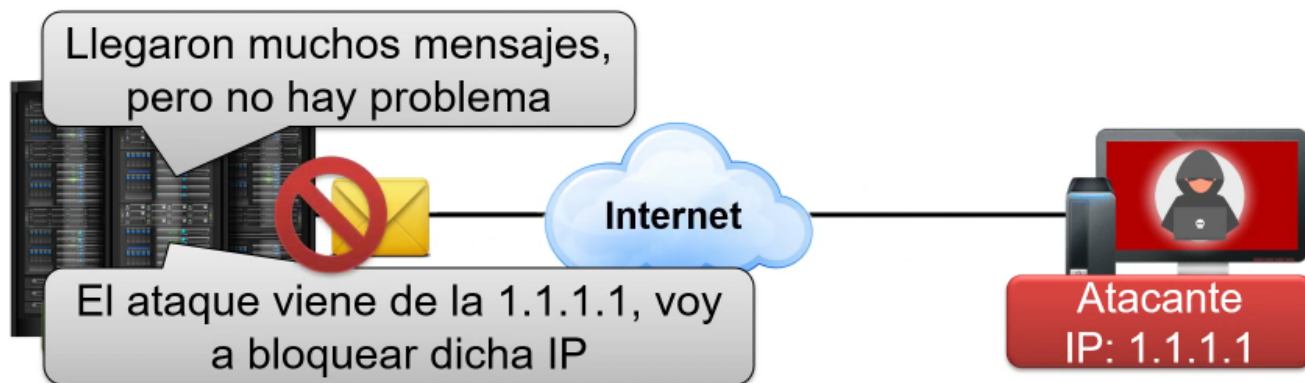 Llegaron muchos mensajes,
pero no hay problema
Internet
El ataque viene de la 1.1.1.1, voy
a bloquear dicha IP
Atacante
IP: 1.1.1.1